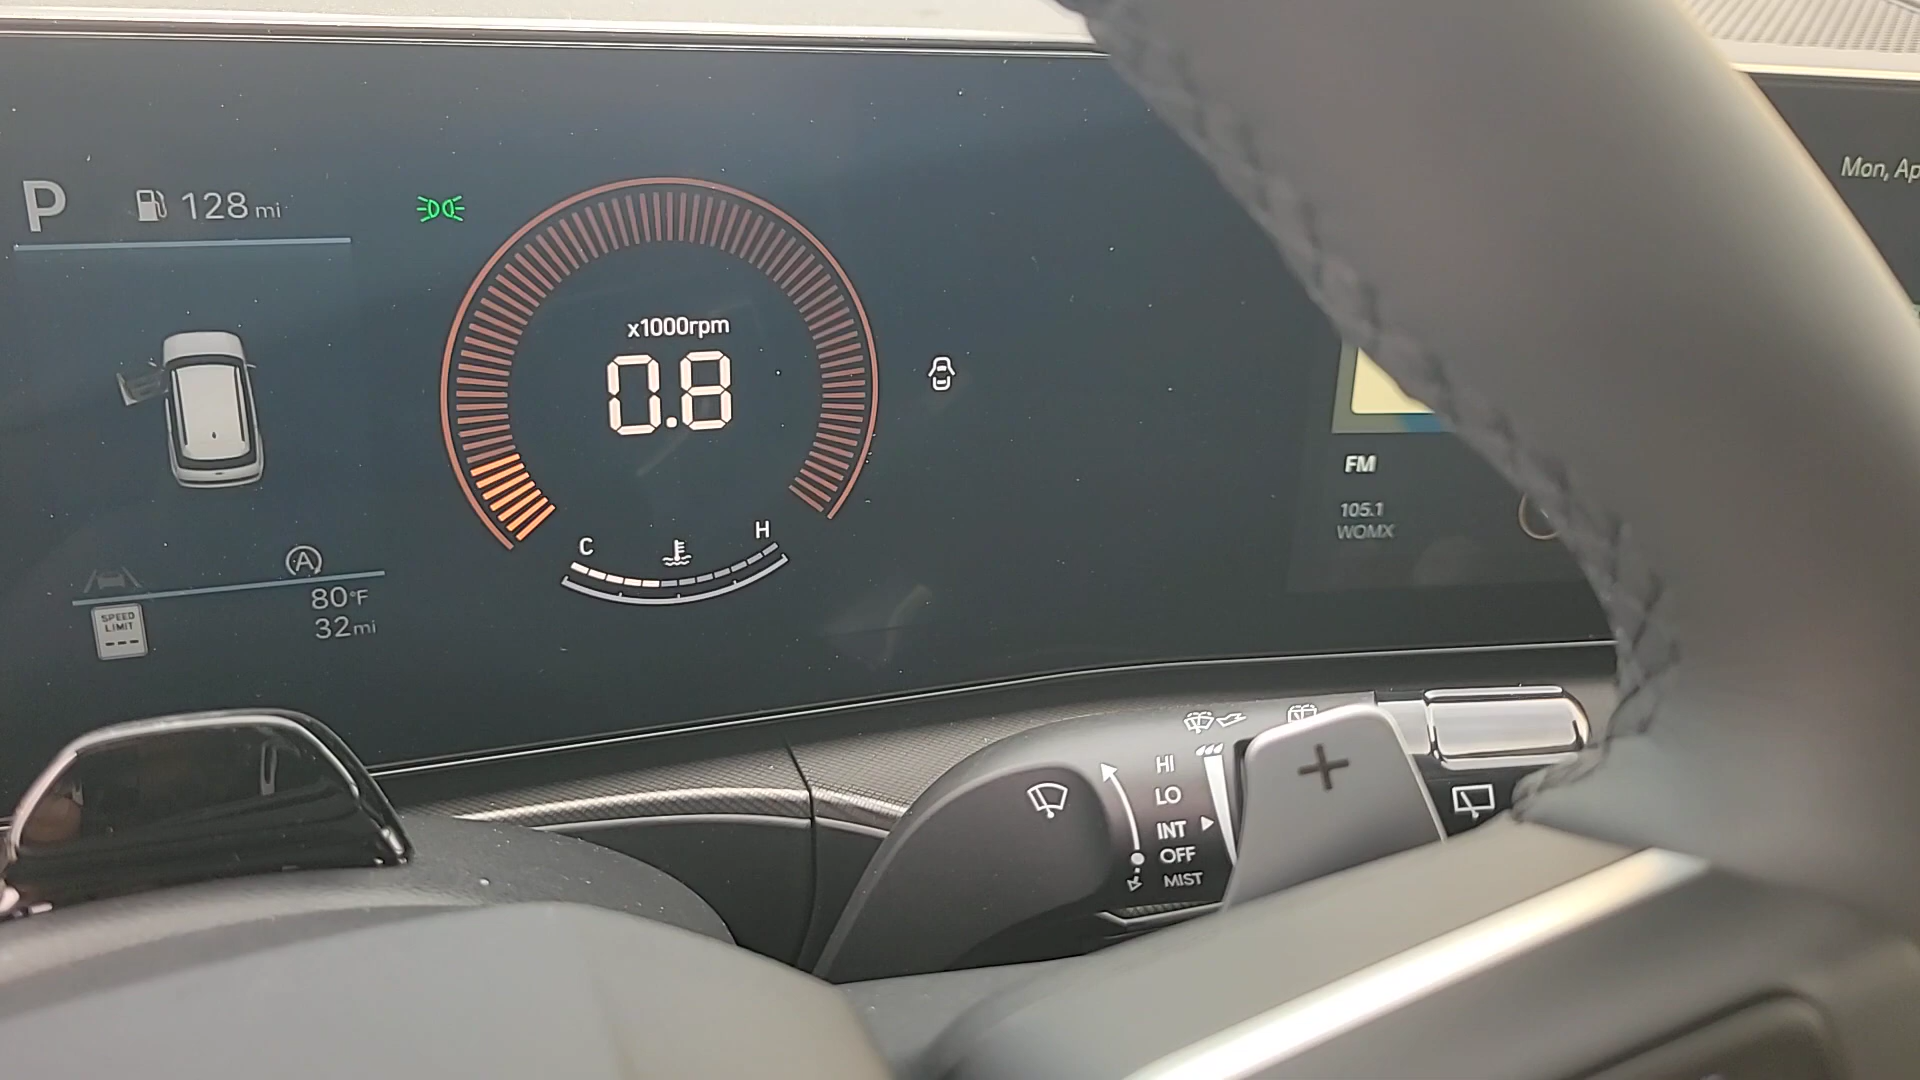 P
128 mi
x1000rpm
0.8
C
H
A
80°F
32mi
SPEED
LIMIT
---
Mon, Ap
FM
105.1
WOMX
HI
LO
INT
OFF
MIST
+